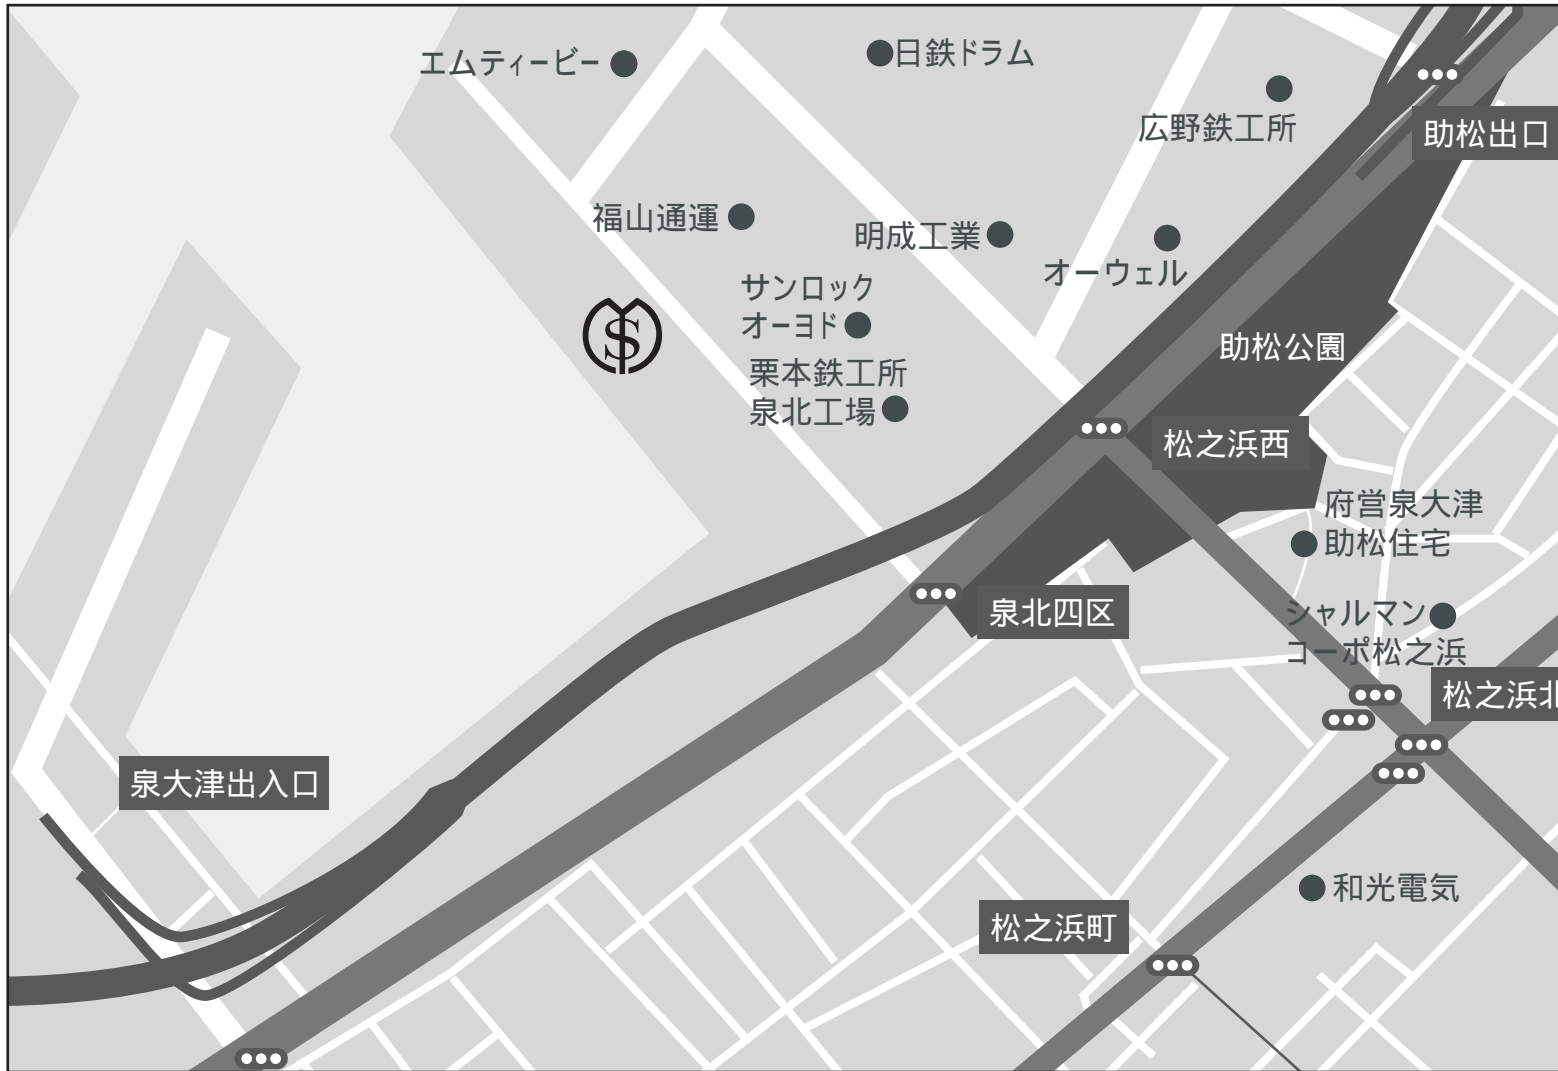 エムティービー
日鉄ドラム
広野鉄工所
助松出口
福山通運
明成工業
オーウェル
サンロック
オーヨド
栗本鉄工所
泉北工場
助松公園
松之浜西
府営泉大津
助松住宅
泉北四区
シャルマン
コーポ松之浜
松之浜北
泉大津出入口
和光電気
松之浜町